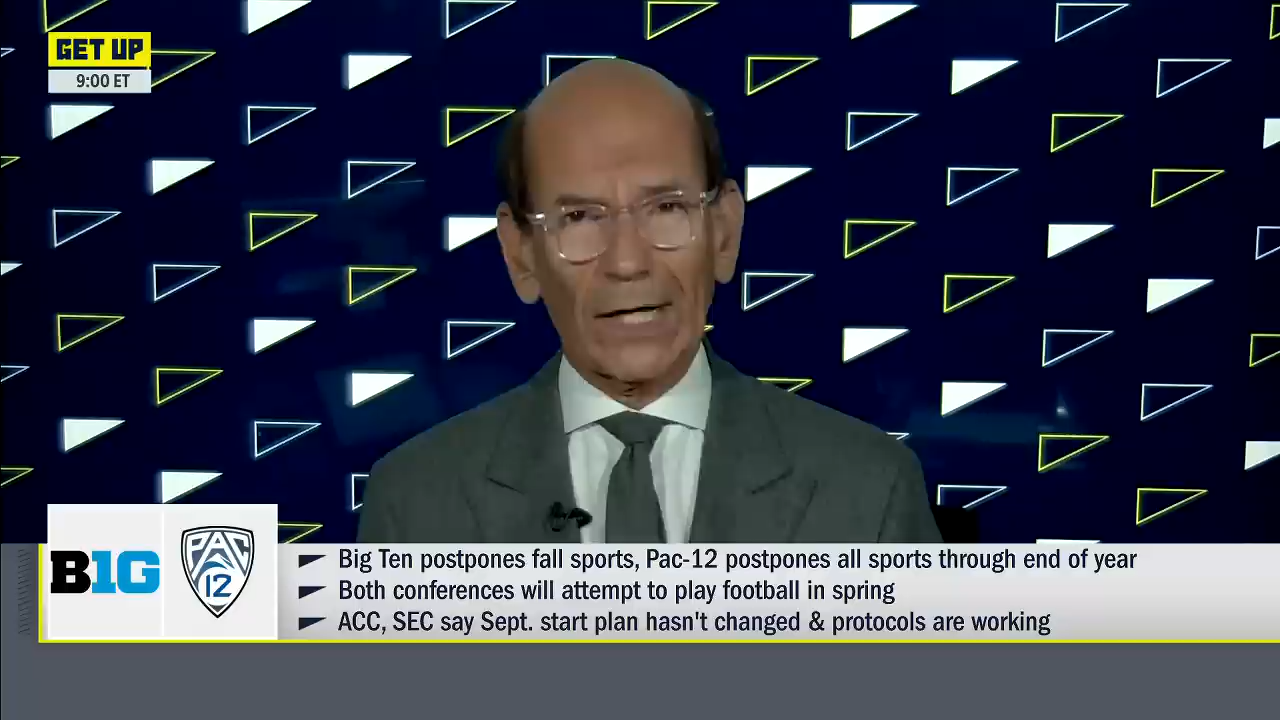 GET UP
9:00 ET
B1G
PAC
12
Big Ten postpones fall sports, Pac-12 postpones all sports through end of year
Both conferences will attempt to play football in spring
ACC, SEC say Sept. start plan hasn't changed & protocols are working